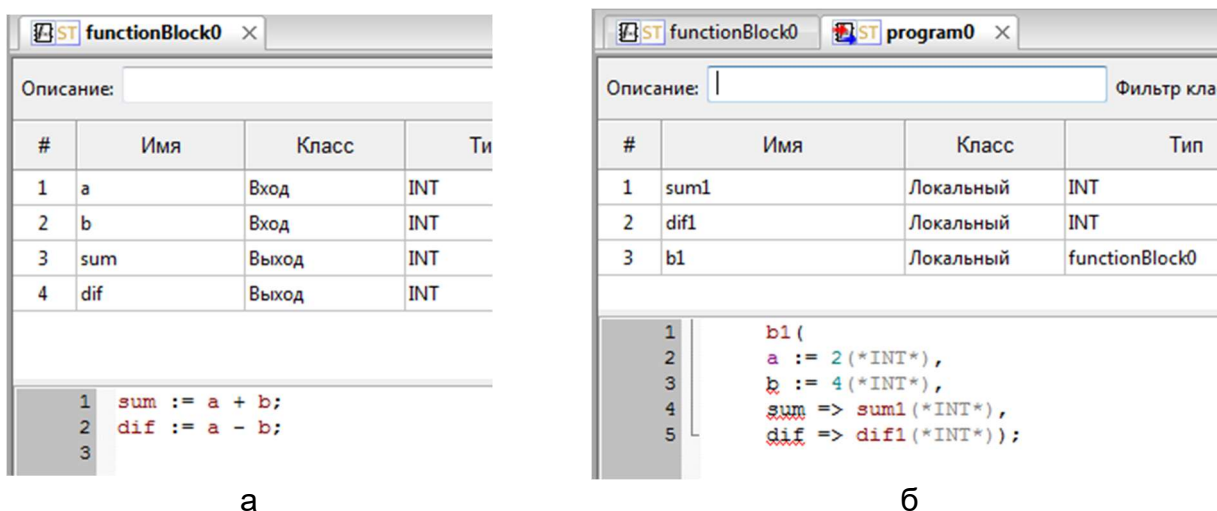 ST functionBlock0 ×
Описание:
# Имя Класс Ти
1 a Вход INT
2 b Вход INT
3 sum Выход INT
4 dif Выход INT
1 sum := a + b;
2 dif := a - b;
3
а
ST functionBlock0 ST program0 ×
Описание: Фильтр кла
# Имя Класс Тип
1 sum1 Локальный INT
2 dif1 Локальный INT
3 b1 Локальный functionBlock0
1 b1(
2 a := 2(*INT*),
3 b := 4(*INT*),
4 sum => sum1(*INT*),
5 dif => dif1(*INT*));
б